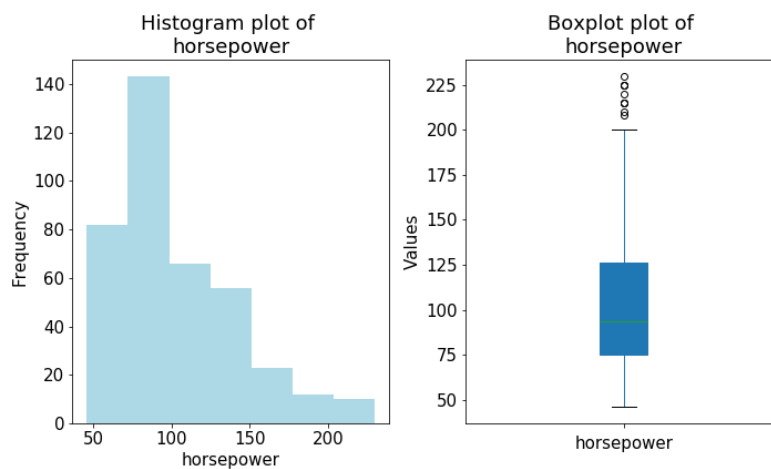 Histogram plot of
horsepower
Frequency
140
120
100
80
60
40
20
0
50 100 150 200
horsepower
Boxplot plot of
horsepower
Values
225
200
175
150
125
100
75
50
horsepower